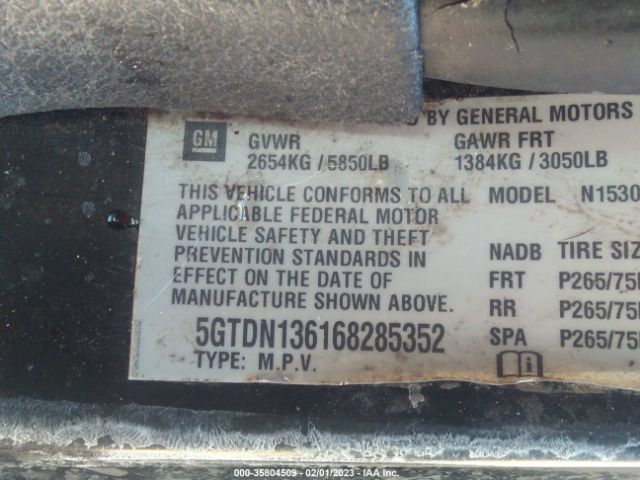 BY GENERAL MOTORS
GM
GVWR
GAWR FRT
2654KG / 5850LB
1384KG / 3050LB
THIS VEHICLE CONFORMS TO ALL
APPLICABLE FEDERAL MOTOR
VEHICLE SAFETY AND THEFT
PREVENTION STANDARDS IN
EFFECT ON THE DATE OF
MANUFACTURE SHOWN ABOVE.
5GTDN136168285352
TYPE: M.P.V.
MODEL N1530
NADB TIRE SIZ
FRT P265/75
RR P265/75
SPA P265/75
000-35804509 - 02/01/2023 - IAA Inc.